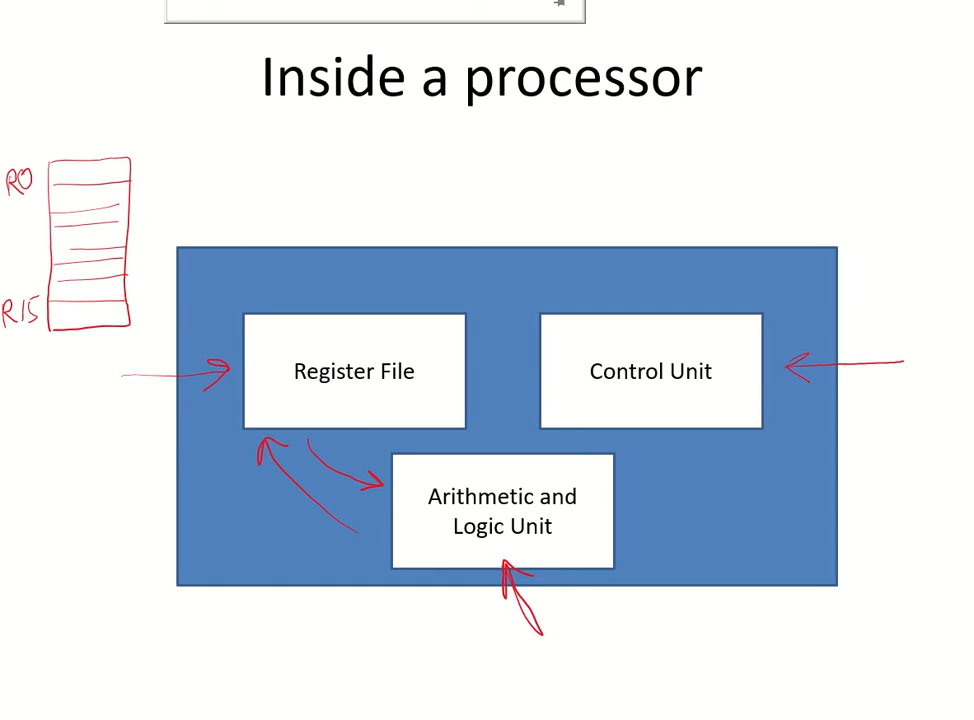 Inside a processor
R0
R15
Register File
Control Unit
Arithmetic and
Logic Unit